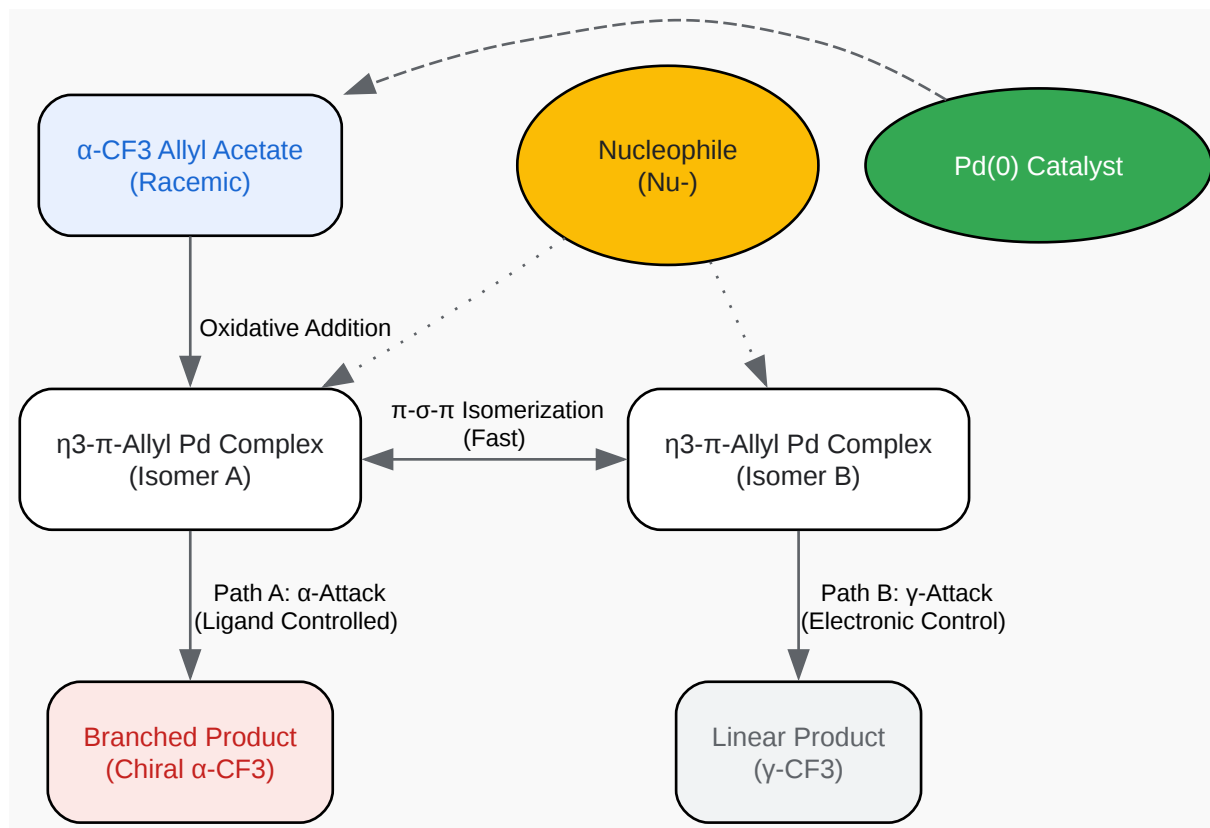 α-CF3 Allyl Acetate
(Racemic)
Nucleophile
(Nu-)
Pd(0) Catalyst
Oxidative Addition
η3-π-Allyl Pd Complex
(Isomer A)
π-σ-π Isomerization
(Fast)
η3-π-Allyl Pd Complex
(Isomer B)
Path A: α-Attack
(Ligand Controlled)
Path B: γ-Attack
(Electronic Control)
Branched Product
(Chiral α-CF3)
Linear Product
(γ-CF3)